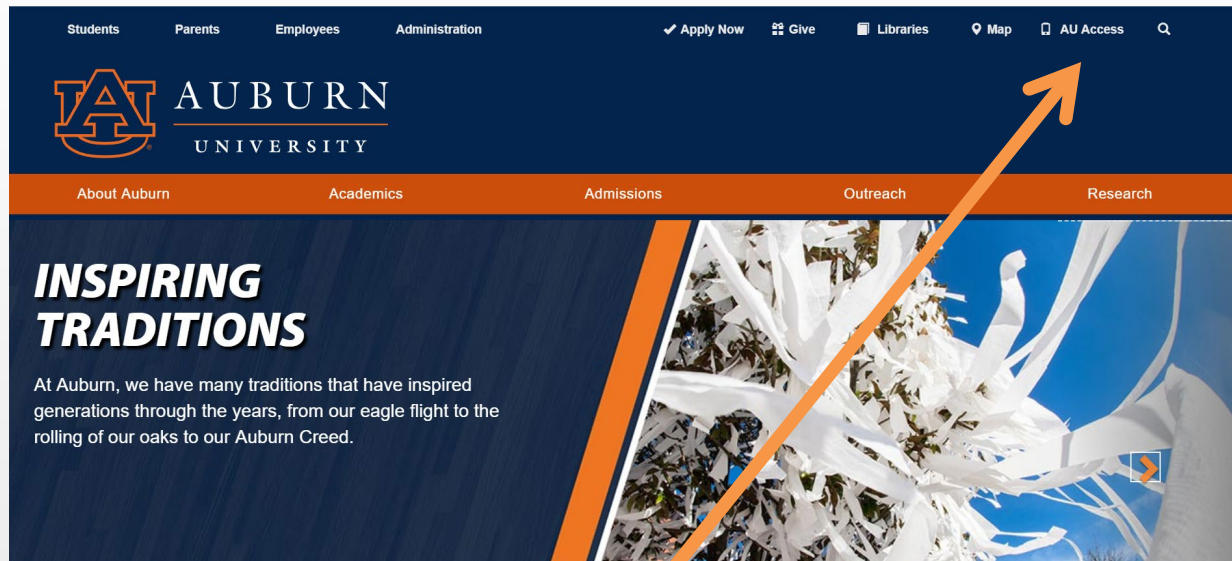 Students Parents Employees Administration Apply Now Give Libraries Map AU Access
AUBURN
UNIVERSITY
About Auburn Academics Admissions Outreach Research
INSPIRING
TRADITIONS
At Auburn, we have many traditions that have inspired
generations through the years, from our eagle flight to the
rolling of our oaks to our Auburn Creed.